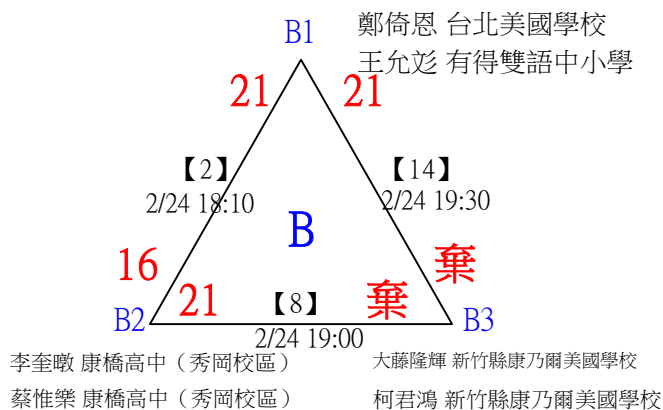 B1
鄭倚恩 台北美國學校
王允彣 有得雙語中小學
21
21
【2】
2/24 18:10
【14】
2/24 19:30
B
16
棄
21
【8】
棄
B2
2/24 19:00
B3
李奎暾 康橋高中（秀岡校區）
大藤隆輝 新竹縣康乃爾美國學校
蔡惟樂 康橋高中（秀岡校區）
柯君鴻 新竹縣康乃爾美國學校